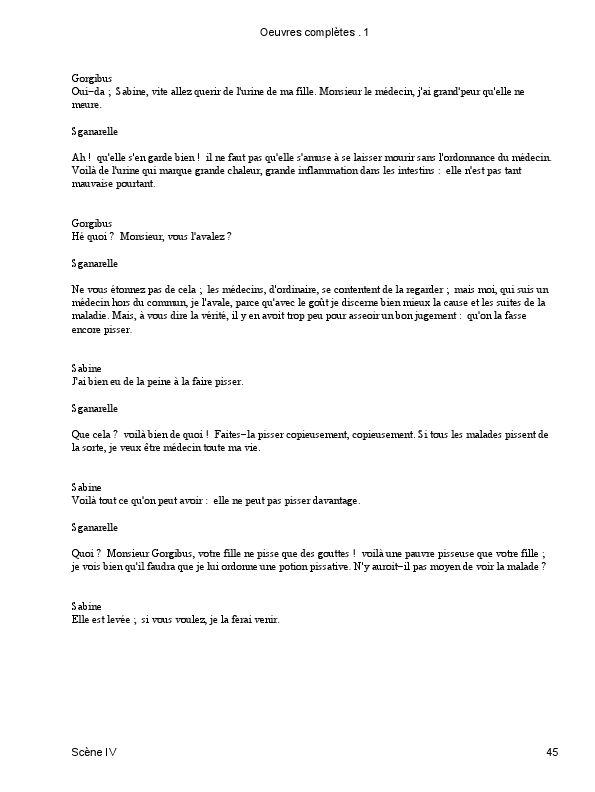 Oeuvres complètes . 1
Gorgibus
Oui−da ; Sabine, vite allez querir de l'urine de ma fille. Monsieur le médecin, j'ai grand'peur qu'elle ne
meure.
Sganarelle
Ah ! qu'elle s'en garde bien ! il ne faut pas qu'elle s'amuse à se laisser mourir sans l'ordonnance du médecin.
Voilà de l'urine qui marque grande chaleur, grande inflammation dans les intestins : elle n'est pas tant
mauvaise pourtant.
Gorgibus
Hé quoi ? Monsieur, vous l'avalez ?
Sganarelle
Ne vous étonnez pas de cela ; les médecins, d'ordinaire, se contentent de la regarder ; mais moi, qui suis un
médecin hors du commun, je l'avale, parce qu'avec le goût je discerne bien mieux la cause et les suites de la
maladie. Mais, à vous dire la vérité, il y en avoit trop peu pour asseoir un bon jugement : qu'on la fasse
encore pisser.
Sabine
J'ai bien eu de la peine à la faire pisser.
Sganarelle
Que cela ? voilà bien de quoi ! Faites−la pisser copieusement, copieusement. Si tous les malades pissent de
la sorte, je veux être médecin toute ma vie.
Sabine
Voilà tout ce qu'on peut avoir : elle ne peut pas pisser davantage.
Sganarelle
Quoi ? Monsieur Gorgibus, votre fille ne pisse que des gouttes ! voilà une pauvre pisseuse que votre fille ;
je vois bien qu'il faudra que je lui ordonne une potion pissative. N'y auroit−il pas moyen de voir la malade ?
Sabine
Elle est levée ; si vous voulez, je la ferai venir.
Scène IV
45